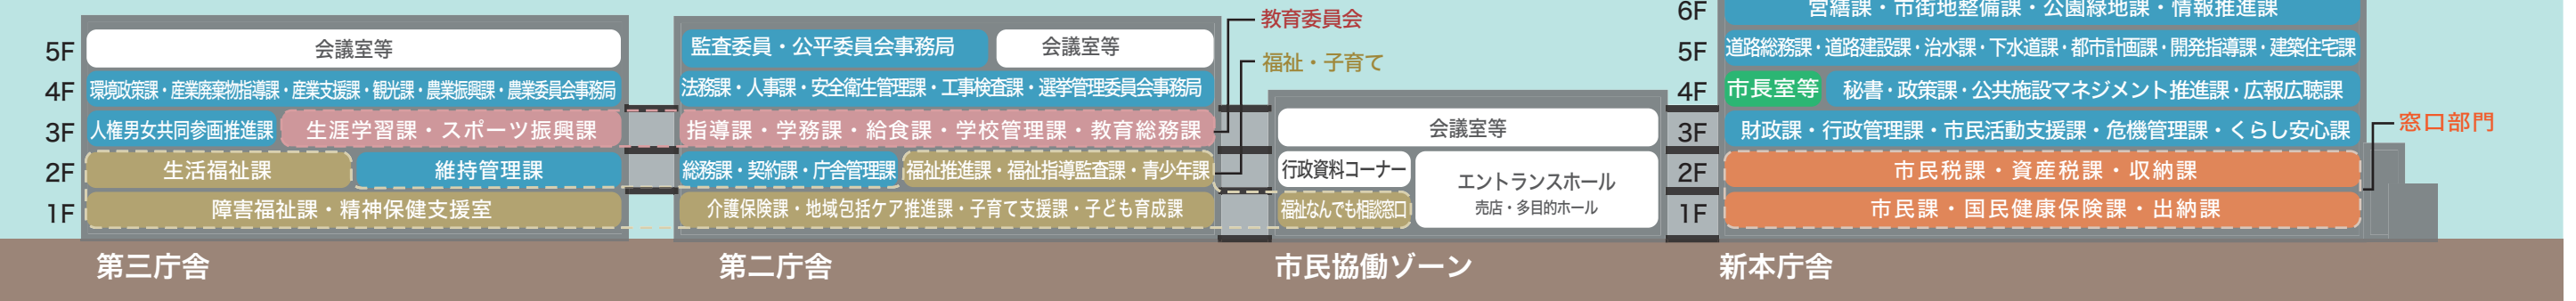 5F
4F
3F
2F
1F
会議室等
環境政策課・産業廃棄物指導課・産業支援課・観光課・農業振興課・農業委員会事務局
人権男女共同参画推進課
生涯学習課・スポーツ振興課
生活福祉課
維持管理課
障害福祉課・精神保健支援室
第三庁舎
監査委員・公平委員会事務局
会議室等
法務課・人事課・安全衛生管理課・工事検査課・選挙管理委員会事務局
指導課・学務課・給食課・学校管理課・教育総務課
総務課・契約課・庁舎管理課
福祉推進課・福祉指導監査課・青少年課
介護保険課・地域包括ケア推進課・子育て支援課・子ども育成課
第二庁舎
教育委員会
福祉・子育て
会議室等
行政資料コーナー
エントランスホール
売店・多目的ホール
福祉なんでも相談窓口
市民協働ゾーン
6F
5F
4F
3F
2F
1F
営繕課・市街地整備課・公園緑地課・情報推進課
道路総務課・道路建設課・治水課・下水道課・都市計画課・開発指導課・建築住宅課
市長室等
秘書・政策課・公共施設マネジメント推進課・広報広聴課
財政課・行政管理課・市民活動支援課・危機管理課・くらし安心課
市民税課・資産税課・収納課
市民課・国民健康保険課・出納課
新本庁舎
窓口部門